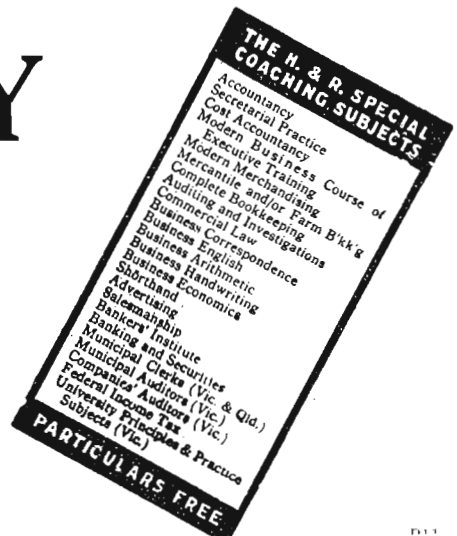 Y
THE H. & R. SPECIAL
COACHING SUBJECTS
Accountancy
Secretarial Practice
Cost Accountancy
Modern Business Course of
Executive Training
Modern Merchandising
Mercantile and/or Farm B'kk'g
Complete Bookkeeping
Auditing and Investigations
Commercial Law
Business Correspondence
Business English
Business Arithmetic
Business Handwriting
Business Economics
Shorthand
Advertising
Salesmanship
Bankers' Institute
Banking and Securities
Municipal Clerks (Vic. & Qld.)
Municipal Auditors (Vic.)
Companies' Auditors (Vic.)
Federal Income Tax
University Principles & Practice
Subjects (Vic.)
PARTICULARS FREE